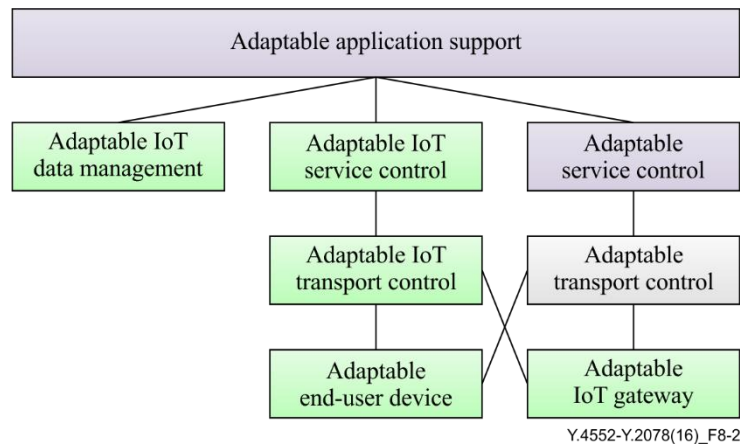 Adaptable application support
Adaptable IoT
data management
Adaptable IoT
service control
Adaptable
service control
Adaptable IoT
transport control
Adaptable
transport control
Adaptable
end-user device
Adaptable
IoT gateway
Y.4552-Y.2078(16)_F8-2